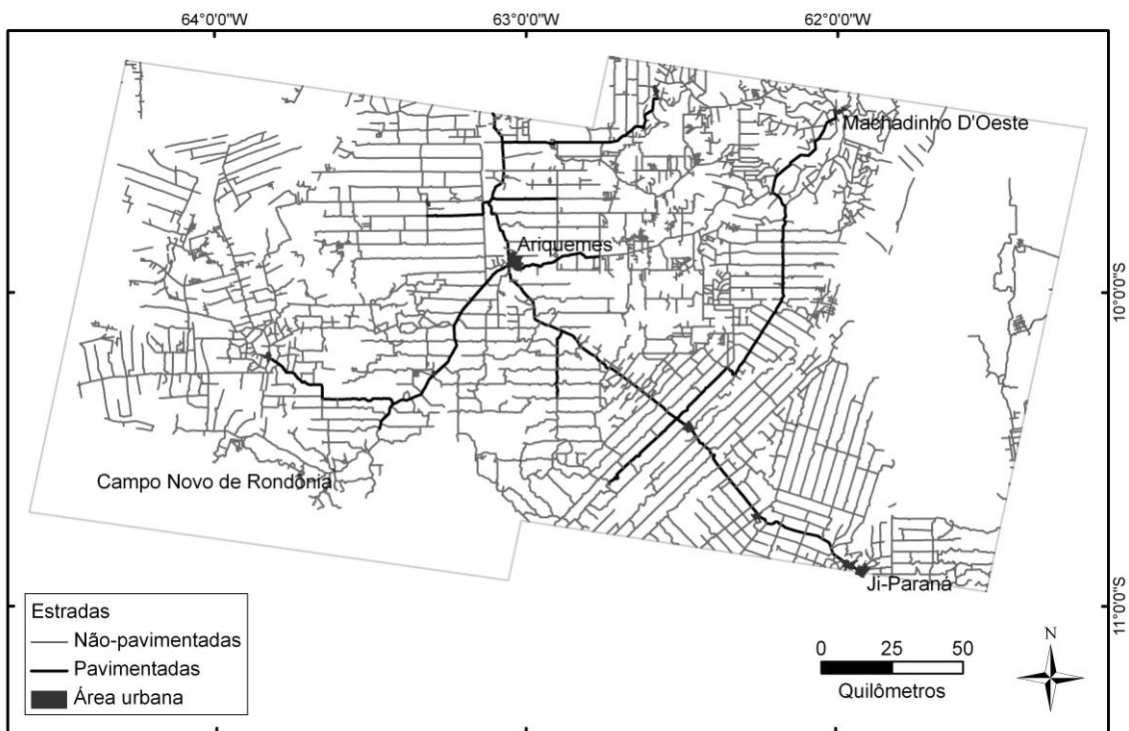 64°0'0"W 63°0'0"W 62°0'0"W
Machadinho D'Oeste
Ariquemes
10°0'0"S
Campo Novo de Rondônia
Ji-Paraná
11°0'0"S
Estradas
Não-pavimentadas
Pavimentadas
Área urbana
0 25 50
Quilômetros
N